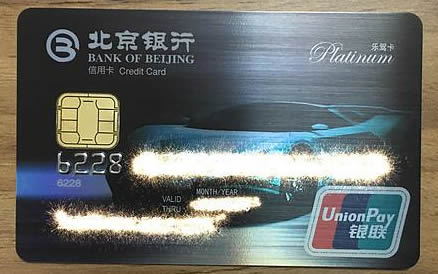 北京银行
BANK OF BEIJING
信用卡 Credit Card
乐驾卡
Platinum
6228
6228
MONTH/YEAR
VALID
THRU
UnionPay
银联